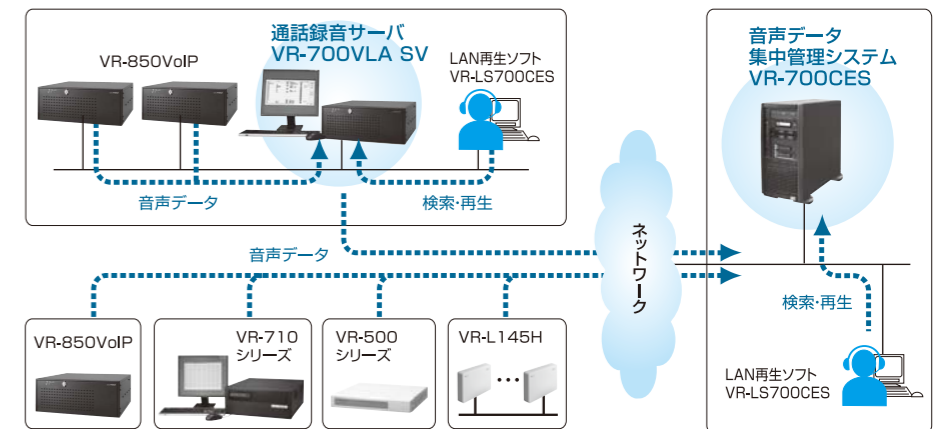 VR-850VoIP
通話録音サーバ
VR-700VLA SV
LAN再生ソフト
VR-LS700CES
音声データ
検索・再生
音声データ
集中管理システム
VR-700CES
ネットワーク
音声データ
検索・再生
LAN再生ソフト
VR-LS700CES
VR-850VoIP
VR-710
シリーズ
VR-500
シリーズ
VR-L145H